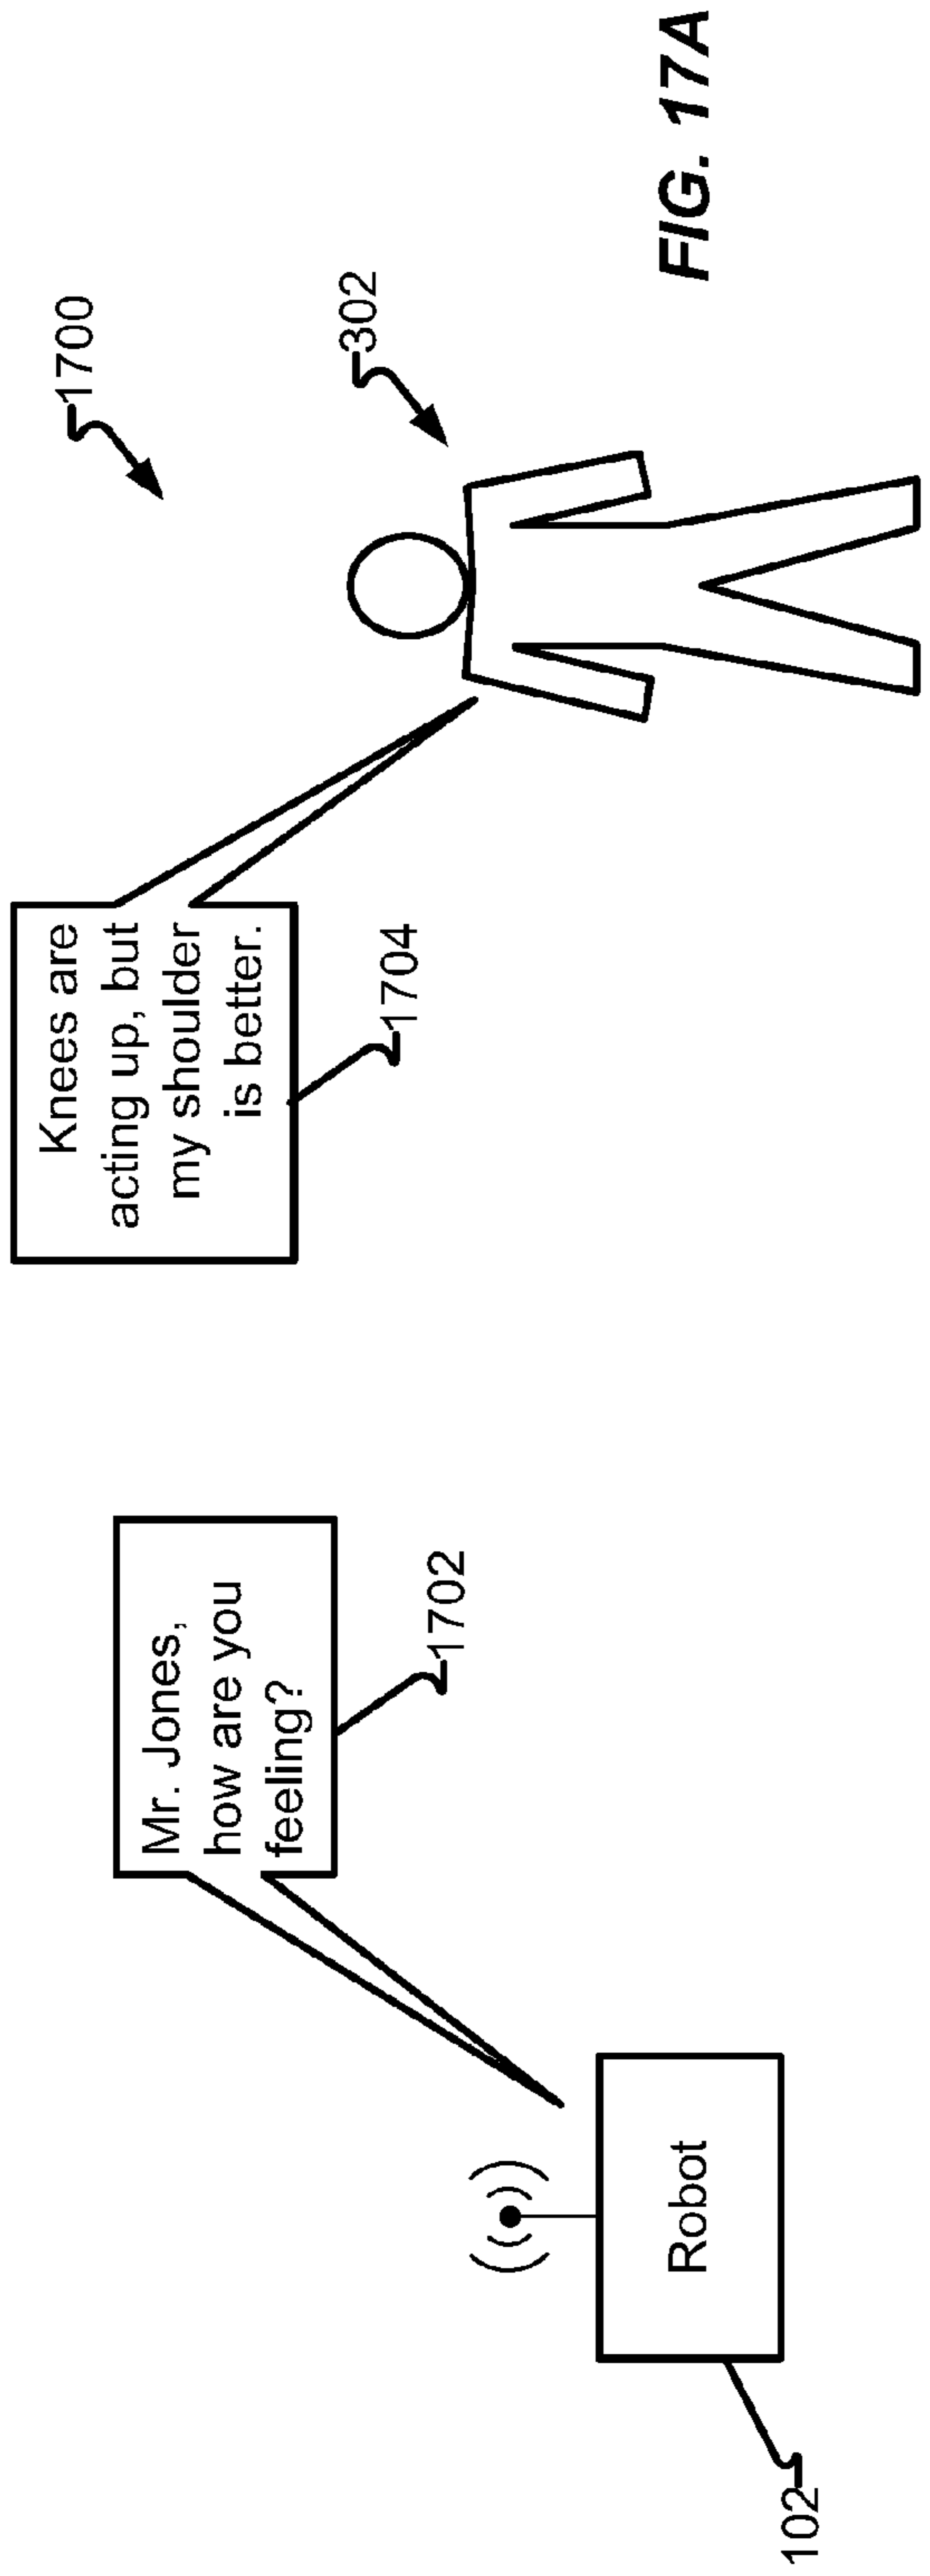 1700
Knees are
acting up, but
my shoulder
is better.
1704
302
Mr. Jones,
how are you
feeling?
1702
Robot
102
FIG. 17A